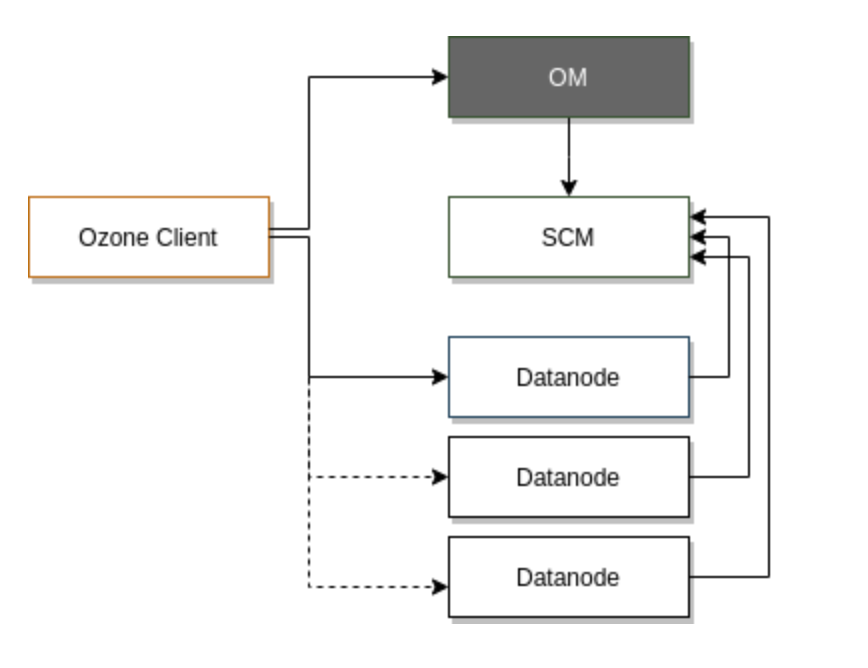 OM
Ozone Client
SCM
Datanode
Datanode
Datanode